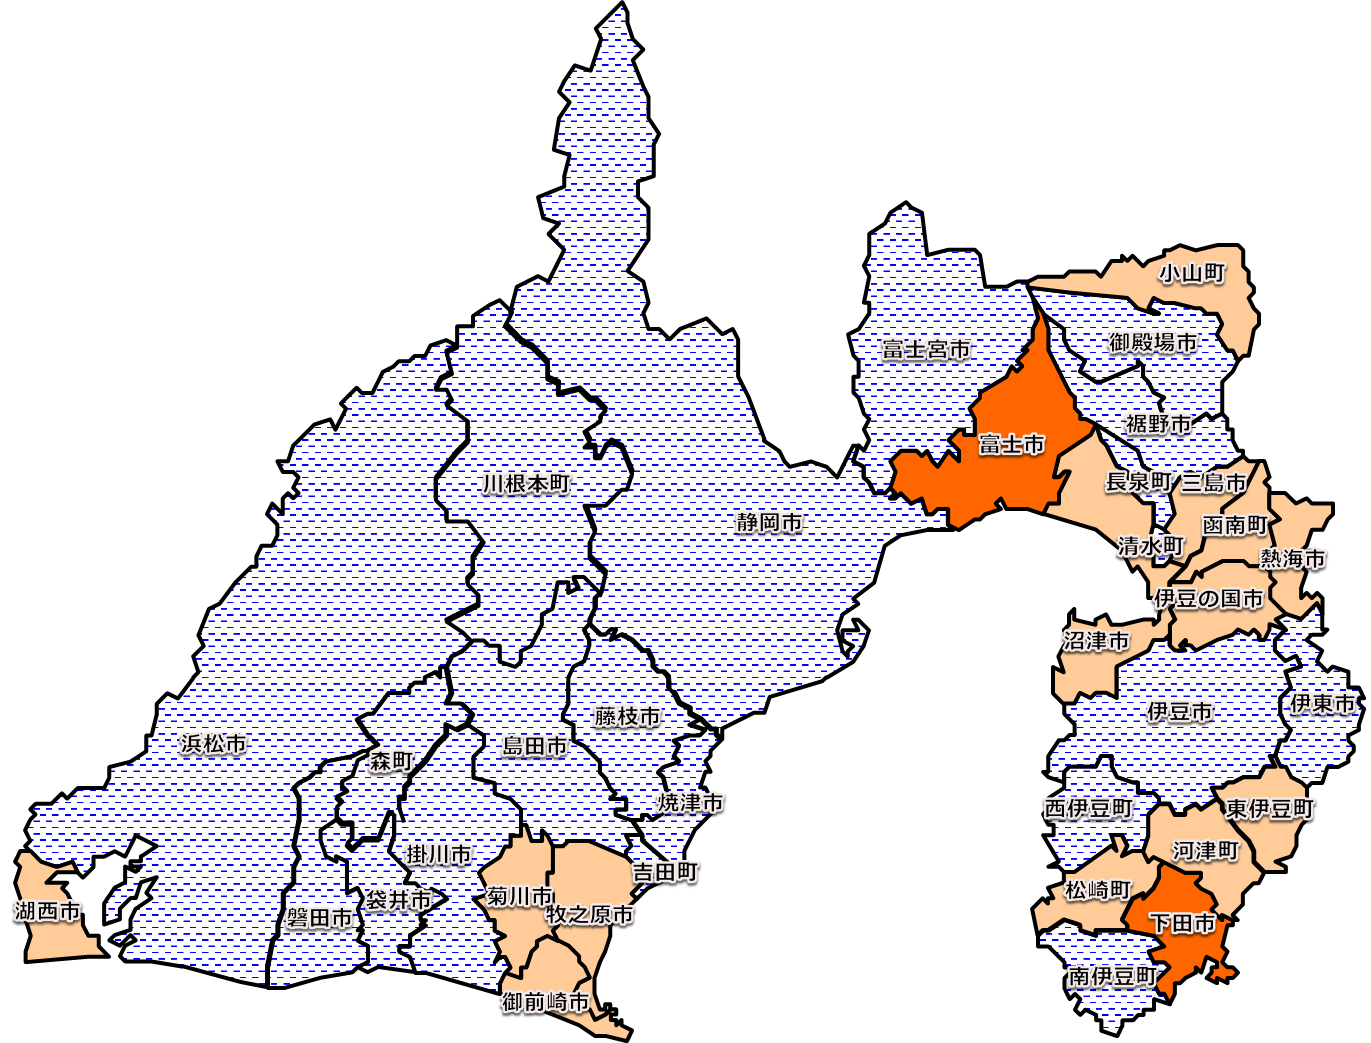 小山町
御殿場市
富士宮市
裾野市
富士市
長泉町
三島市
川根本町
静岡市
函南町
清水町
熱海市
伊豆の国市
沼津市
伊東市
伊豆市
藤枝市
浜松市
島田市
森町
焼津市
西伊豆町
東伊豆町
掛川市
河津町
吉田町
松崎町
菊川市
袋井市
湖西市
牧之原市
磐田市
下田市
南伊豆町
御前崎市